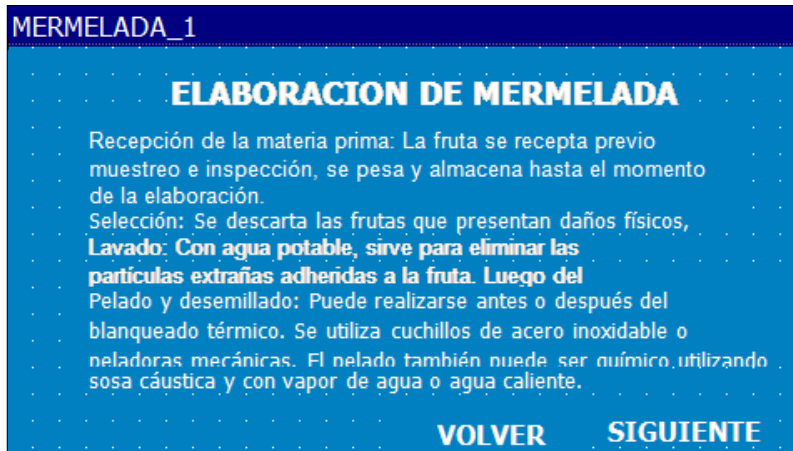 MERMELADA_1
ELABORACION DE MERMELADA
Recepción de la materia prima: La fruta se recepta previo
muestreo e inspección, se pesa y almacena hasta el momento
de la elaboración.
Selección: Se descarta las frutas que presentan daños físicos,
Lavado: Con agua potable, sirve para eliminar las
partículas extrañas adheridas a la fruta. Luego del
Pelado y desemillado: Puede realizarse antes o después del
blanqueado térmico. Se utiliza cuchillos de acero inoxidable o
peladoras mecánicas. El pelado también puede ser químico utilizando
sosa cáustica y con vapor de agua o agua caliente.
VOLVER
SIGUIENTE